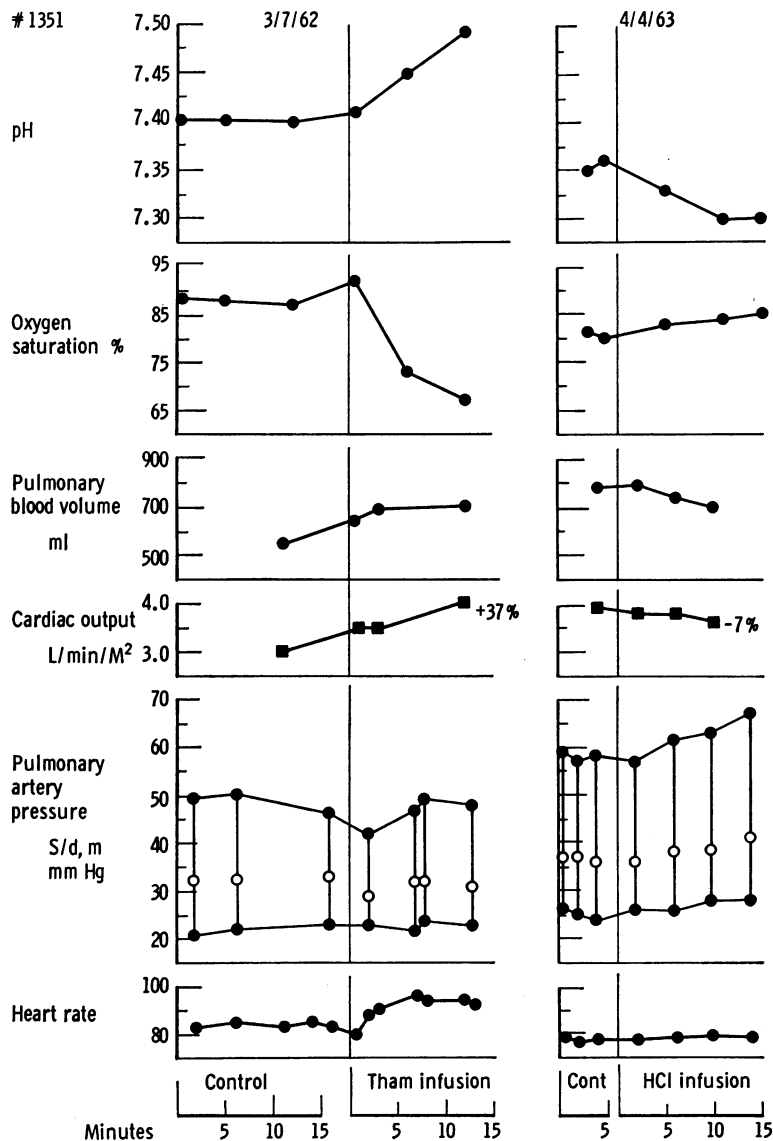 # 1351 3/7/62 4/4/63
7.50
7.45
7.40
pH
7.35
7.30
95
85
Oxygen
saturation %
75
65
900
Pulmonary
blood volume 700
ml
500
4.0
Cardiac output +37% -7%
L/min/M² 3.0
70
60
Pulmonary
artery
pressure 50
S/d, m 40
mm Hg
30
20
100
Heart rate
80
Control Tham infusion Cont HCl infusion
Minutes 5 10 15 5 10 15 5 5 10 15